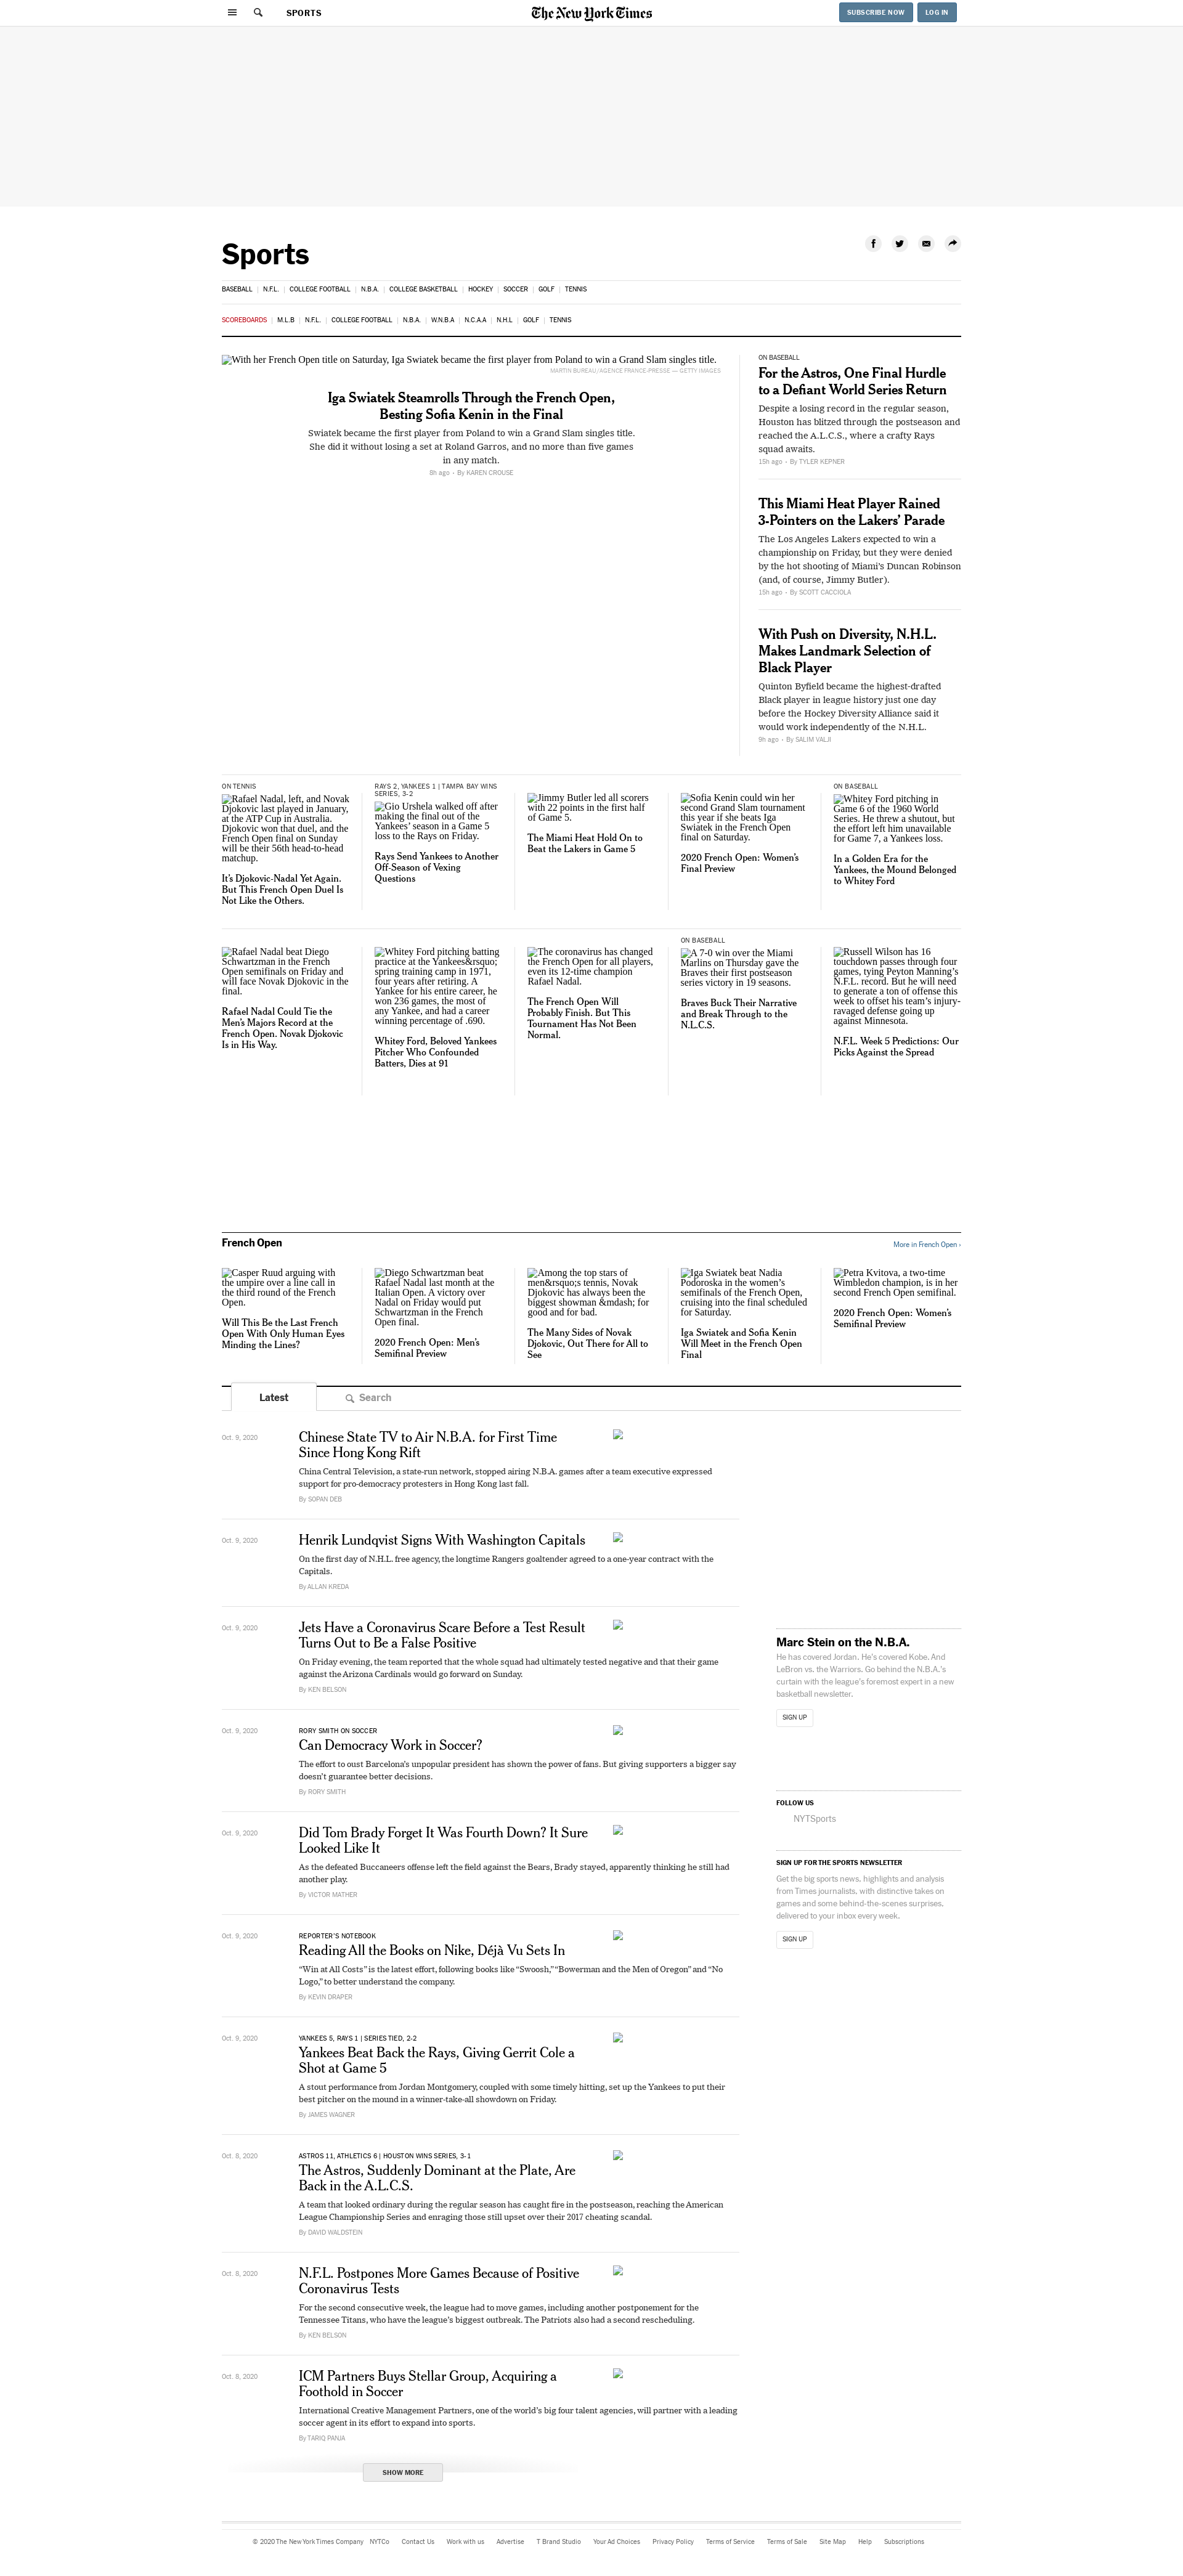 SPORTS
The New York Times
SUBSCRIBE NOW
LOG IN
Sports
BASEBALL | N.F.L. | COLLEGE FOOTBALL | N.B.A. | COLLEGE BASKETBALL | HOCKEY | SOCCER | GOLF | TENNIS
SCOREBOARDS | M.L.B | N.F.L. | COLLEGE FOOTBALL | N.B.A. | W.N.B.A | N.C.A.A | N.H.L | GOLF | TENNIS
With her French Open title on Saturday, Iga Swiatek became the first player from Poland to win a Grand Slam singles title.
MARTIN BUREAU/AGENCE FRANCE-PRESSE — GETTY IMAGES
Iga Swiatek Steamrolls Through the French Open,
Besting Sofia Kenin in the Final
Swiatek became the first player from Poland to win a Grand Slam singles title.
She did it without losing a set at Roland Garros, and no more than five games
in any match.
8h ago · By KAREN CROUSE
ON BASEBALL
For the Astros, One Final Hurdle
to a Defiant World Series Return
Despite a losing record in the regular season,
Houston has blitzed through the postseason and
reached the A.L.C.S., where a crafty Rays
squad awaits.
15h ago · By TYLER KEPNER
This Miami Heat Player Rained
3-Pointers on the Lakers’ Parade
The Los Angeles Lakers expected to win a
championship on Friday, but they were denied
by the hot shooting of Miami’s Duncan Robinson
(and, of course, Jimmy Butler).
15h ago · By SCOTT CACCIOLA
With Push on Diversity, N.H.L.
Makes Landmark Selection of
Black Player
Quinton Byfield became the highest-drafted
Black player in league history just one day
before the Hockey Diversity Alliance said it
would work independently of the N.H.L.
9h ago · By SALIM VALJI
ON TENNIS
Rafael Nadal, left, and Novak
Djokovic last played in January,
at the ATP Cup in Australia.
Djokovic won that duel, and the
French Open final on Sunday
will be their 56th head-to-head
matchup.
It’s Djokovic-Nadal Yet Again.
But This French Open Duel Is
Not Like the Others.
RAYS 2, YANKEES 1 | TAMPA BAY WINS
SERIES, 3-2
Gio Urshela walked off after
making the final out of the
Yankees’ season in a Game 5
loss to the Rays on Friday.
Rays Send Yankees to Another
Off-Season of Vexing
Questions
Jimmy Butler led all scorers
with 22 points in the first half
of Game 5.
The Miami Heat Hold On to
Beat the Lakers in Game 5
Sofia Kenin could win her
second Grand Slam tournament
this year if she beats Iga
Swiatek in the French Open
final on Saturday.
2020 French Open: Women’s
Final Preview
ON BASEBALL
Whitey Ford pitching in
Game 6 of the 1960 World
Series. He threw a shutout, but
the effort left him unavailable
for Game 7, a Yankees loss.
In a Golden Era for the
Yankees, the Mound Belonged
to Whitey Ford
Rafael Nadal beat Diego
Schwartzman in the French
Open semifinals on Friday and
will face Novak Djokovic in the
final.
Rafael Nadal Could Tie the
Men’s Majors Record at the
French Open. Novak Djokovic
Is in His Way.
Whitey Ford pitching batting
practice at the Yankees&rsquo;
spring training camp in 1971,
four years after retiring. A
Yankee for his entire career, he
won 236 games, the most of
any Yankee, and had a career
winning percentage of .690.
Whitey Ford, Beloved Yankees
Pitcher Who Confounded
Batters, Dies at 91
The coronavirus has changed
the French Open for all players,
even its 12-time champion
Rafael Nadal.
The French Open Will
Probably Finish. But This
Tournament Has Not Been
Normal.
ON BASEBALL
A 7-0 win over the Miami
Marlins on Thursday gave the
Braves their first postseason
series victory in 19 seasons.
Braves Buck Their Narrative
and Break Through to the
N.L.C.S.
Russell Wilson has 16
touchdown passes through four
games, tying Peyton Manning’s
N.F.L. record. But he will need
to generate a ton of offense this
week to offset his team’s injury-
ravaged defense going up
against Minnesota.
N.F.L. Week 5 Predictions: Our
Picks Against the Spread
French Open
More in French Open ›
Casper Ruud arguing with
the umpire over a line call in
the third round of the French
Open.
Will This Be the Last French
Open With Only Human Eyes
Minding the Lines?
Diego Schwartzman beat
Rafael Nadal last month at the
Italian Open. A victory over
Nadal on Friday would put
Schwartzman in the French
Open final.
2020 French Open: Men’s
Semifinal Preview
Among the top stars of
men&rsquo;s tennis, Novak
Djokovic has always been the
biggest showman &mdash; for
good and for bad.
The Many Sides of Novak
Djokovic, Out There for All to
See
Iga Swiatek beat Nadia
Podoroska in the women’s
semifinals of the French Open,
cruising into the final scheduled
for Saturday.
Iga Swiatek and Sofia Kenin
Will Meet in the French Open
Final
Petra Kvitova, a two-time
Wimbledon champion, is in her
second French Open semifinal.
2020 French Open: Women’s
Semifinal Preview
Latest
Search
Oct. 9, 2020
Chinese State TV to Air N.B.A. for First Time
Since Hong Kong Rift
China Central Television, a state-run network, stopped airing N.B.A. games after a team executive expressed
support for pro-democracy protesters in Hong Kong last fall.
By SOPAN DEB
Oct. 9, 2020
Henrik Lundqvist Signs With Washington Capitals
On the first day of N.H.L. free agency, the longtime Rangers goaltender agreed to a one-year contract with the
Capitals.
By ALLAN KREDA
Oct. 9, 2020
Jets Have a Coronavirus Scare Before a Test Result
Turns Out to Be a False Positive
On Friday evening, the team reported that the whole squad had ultimately tested negative and that their game
against the Arizona Cardinals would go forward on Sunday.
By KEN BELSON
Oct. 9, 2020
RORY SMITH ON SOCCER
Can Democracy Work in Soccer?
The effort to oust Barcelona’s unpopular president has shown the power of fans. But giving supporters a bigger say
doesn’t guarantee better decisions.
By RORY SMITH
Oct. 9, 2020
Did Tom Brady Forget It Was Fourth Down? It Sure
Looked Like It
As the defeated Buccaneers offense left the field against the Bears, Brady stayed, apparently thinking he still had
another play.
By VICTOR MATHER
Oct. 9, 2020
REPORTER’S NOTEBOOK
Reading All the Books on Nike, Déjà Vu Sets In
“Win at All Costs” is the latest effort, following books like “Swoosh,” “Bowerman and the Men of Oregon” and “No
Logo,” to better understand the company.
By KEVIN DRAPER
Oct. 9, 2020
YANKEES 5, RAYS 1 | SERIES TIED, 2-2
Yankees Beat Back the Rays, Giving Gerrit Cole a
Shot at Game 5
A stout performance from Jordan Montgomery, coupled with some timely hitting, set up the Yankees to put their
best pitcher on the mound in a winner-take-all showdown on Friday.
By JAMES WAGNER
Oct. 8, 2020
ASTROS 11, ATHLETICS 6 | HOUSTON WINS SERIES, 3-1
The Astros, Suddenly Dominant at the Plate, Are
Back in the A.L.C.S.
A team that looked ordinary during the regular season has caught fire in the postseason, reaching the American
League Championship Series and enraging those still upset over their 2017 cheating scandal.
By DAVID WALDSTEIN
Oct. 8, 2020
N.F.L. Postpones More Games Because of Positive
Coronavirus Tests
For the second consecutive week, the league had to move games, including another postponement for the
Tennessee Titans, who have the league’s biggest outbreak. The Patriots also had a second rescheduling.
By KEN BELSON
Oct. 8, 2020
ICM Partners Buys Stellar Group, Acquiring a
Foothold in Soccer
International Creative Management Partners, one of the world’s big four talent agencies, will partner with a leading
soccer agent in its effort to expand into sports.
By TARIQ PANJA
SHOW MORE
Marc Stein on the N.B.A.
He has covered Jordan. He’s covered Kobe. And
LeBron vs. the Warriors. Go behind the N.B.A.’s
curtain with the league’s foremost expert in a new
basketball newsletter.
SIGN UP
FOLLOW US
NYTSports
SIGN UP FOR THE SPORTS NEWSLETTER
Get the big sports news, highlights and analysis
from Times journalists, with distinctive takes on
games and some behind-the-scenes surprises,
delivered to your inbox every week.
SIGN UP
© 2020 The New York Times Company NYTCo Contact Us Work with us Advertise T Brand Studio Your Ad Choices Privacy Policy Terms of Service Terms of Sale Site Map Help Subscriptions